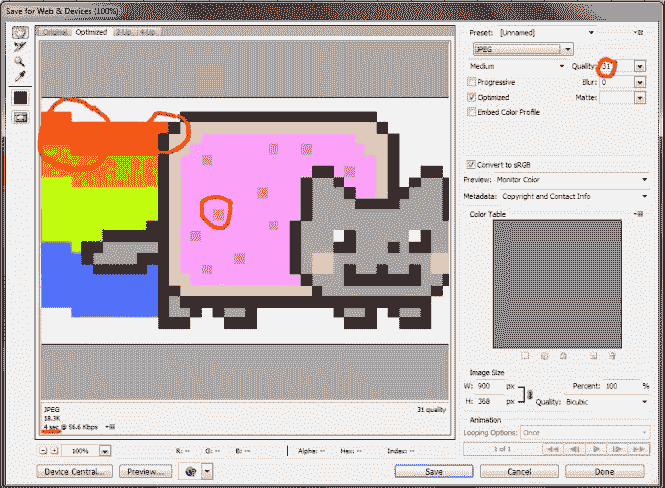 Save for Web & Devices (100%)
Original Optimized 2-Up 4-Up
Preset: [Unnamed]
JPEG
Medium Quality: 31
Progressive Blur: 0
Optimized Matte:
Embed Color Profile
Convert to sRGB
Preview: Monitor Color
Metadata: Copyright and Contact Info
Color Table
JPEG 31 quality
18.3K
4 sec @ 56.6 Kbps
Image Size
W: 900 px Percent: 100 %
H: 368 px Quality: Bicubic
Animation
Looping Options: Once
1 of 1
100% R: -- G: -- B: -- Alpha: -- Hex: -- Index: --
Device Central... Preview... Save Cancel Done